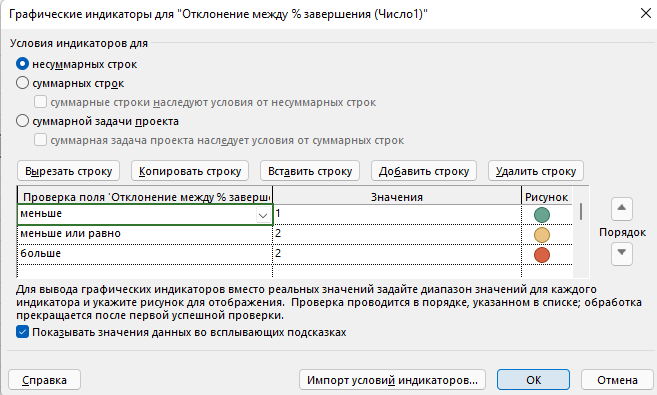 Графические индикаторы для "Отклонение между % завершения (Число1)"
Условия индикаторов для
несуммарных строк
суммарных строк
суммарные строки наследуют условия от несуммарных строк
суммарной задачи проекта
суммарная задача проекта наследует условия от суммарных строк
Вырезать строку Копировать строку Вставить строку Добавить строку Удалить строку
Проверка поля 'Отклонение между % заверш Значения Рисунок
меньше 1
меньше или равно 2
больше 2
Порядок
Для вывода графических индикаторов вместо реальных значений задайте диапазон значений для каждого
индикатора и укажите рисунок для отображения. Проверка проводится в порядке, указанном в списке; обработка
прекращается после первой успешной проверки.
Показывать значения данных во всплывающих подсказках
Справка Импорт условий индикаторов... ОК Отмена